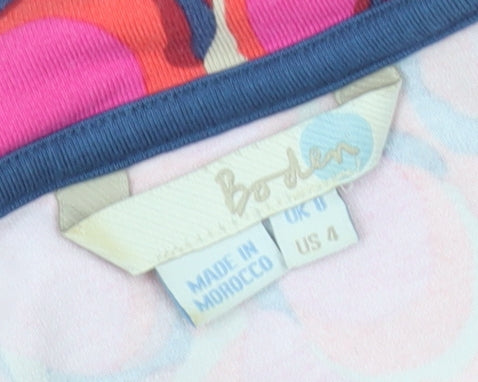 Boden
MADE IN
MOROCCO
UK 8
US 4